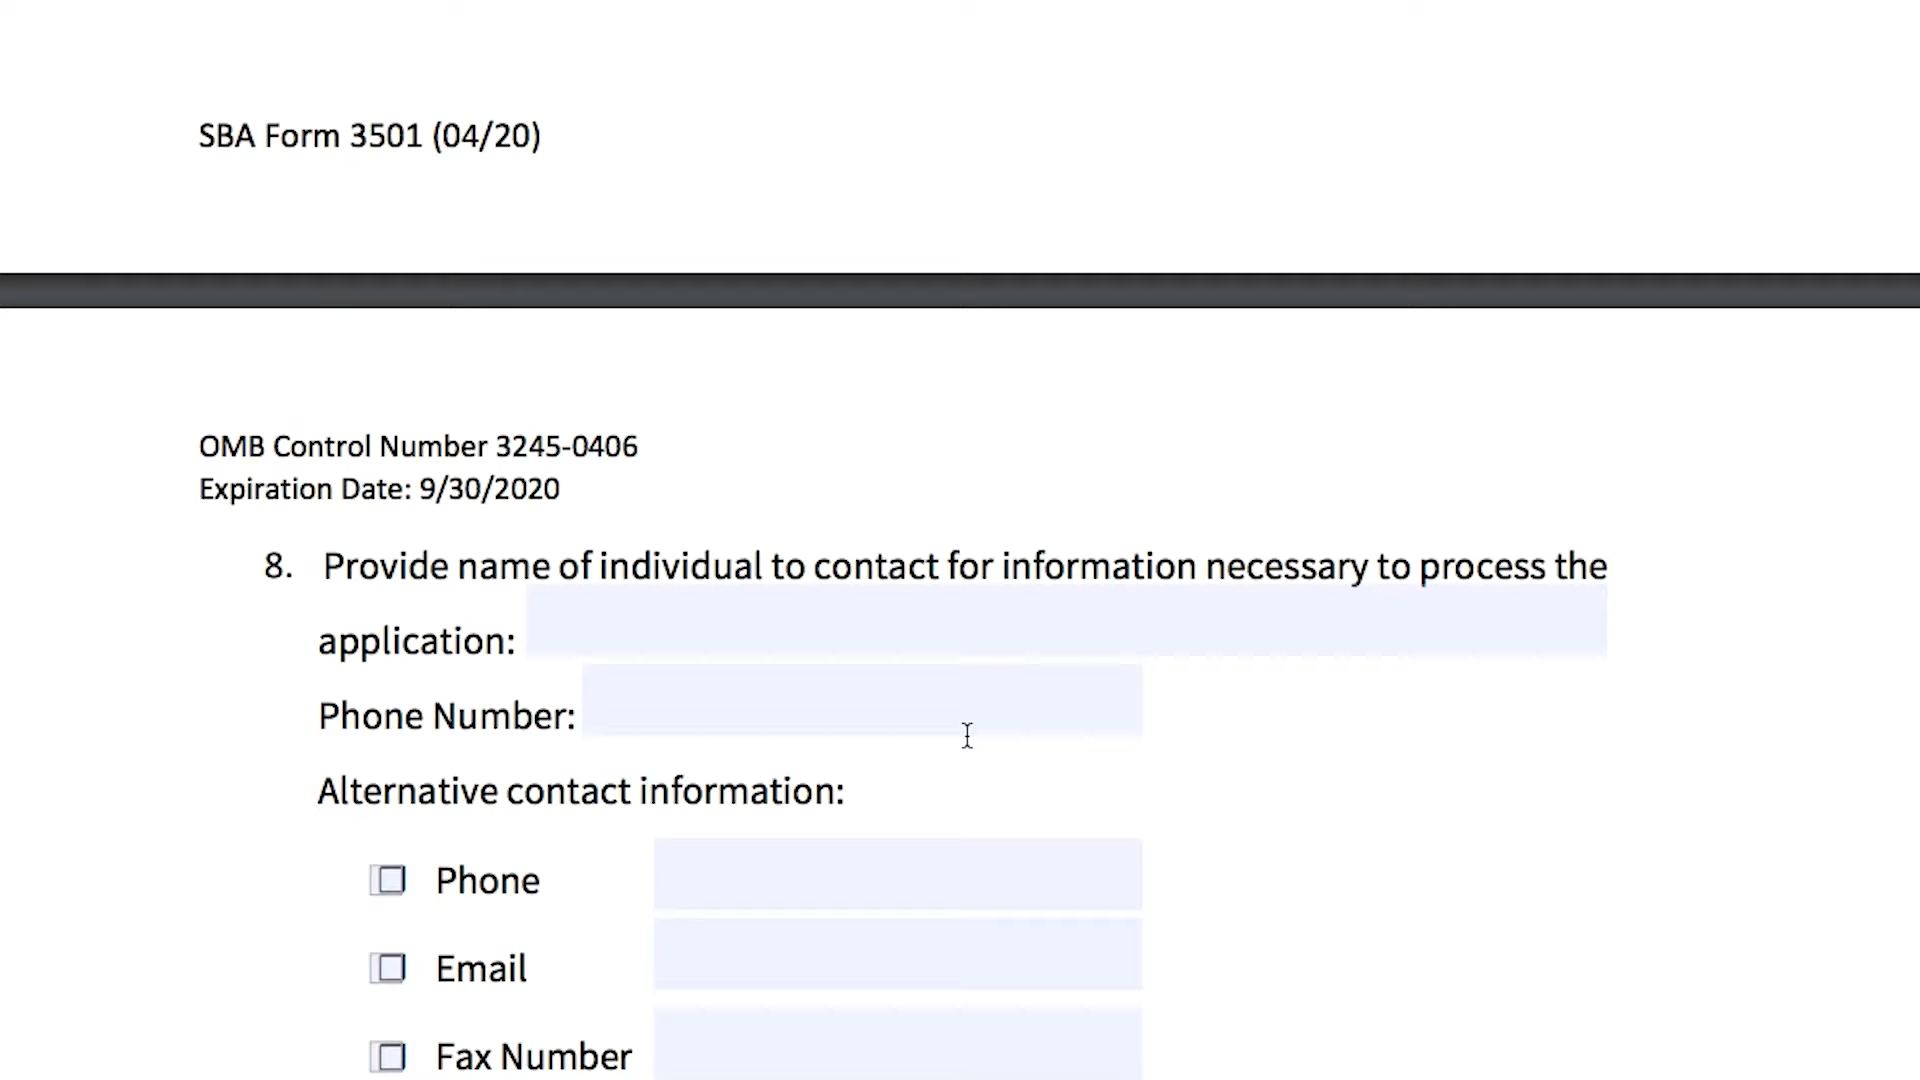 SBA Form 3501 (04/20)
OMB Control Number 3245-0406
Expiration Date: 9/30/2020
8. Provide name of individual to contact for information necessary to process the
application:
Phone Number:
Alternative contact information:
Phone
Email
Fax Number